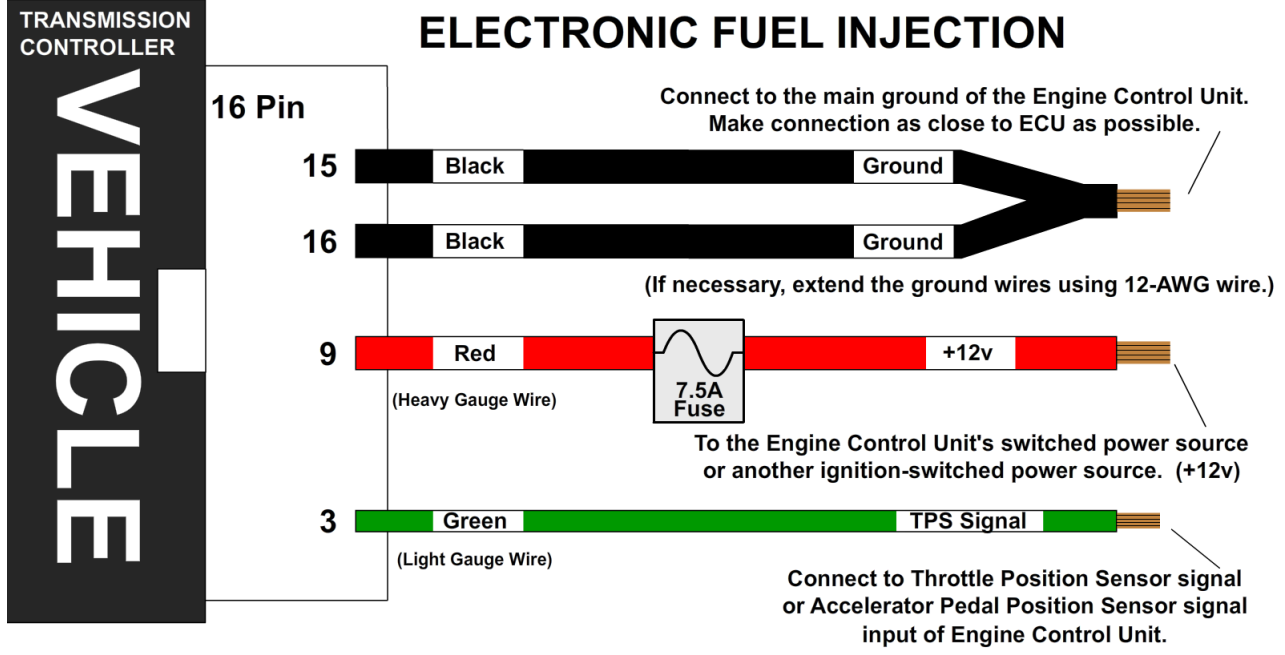 TRANSMISSION
CONTROLLER
VEHICLE
ELECTRONIC FUEL INJECTION
16 Pin
Connect to the main ground of the Engine Control Unit.
Make connection as close to ECU as possible.
15 Black Ground
16 Black Ground
(If necessary, extend the ground wires using 12-AWG wire.)
9 Red +12v
7.5A
Fuse
(Heavy Gauge Wire)
To the Engine Control Unit's switched power source
or another ignition-switched power source. (+12v)
3 Green TPS Signal
(Light Gauge Wire)
Connect to Throttle Position Sensor signal
or Accelerator Pedal Position Sensor signal
input of Engine Control Unit.